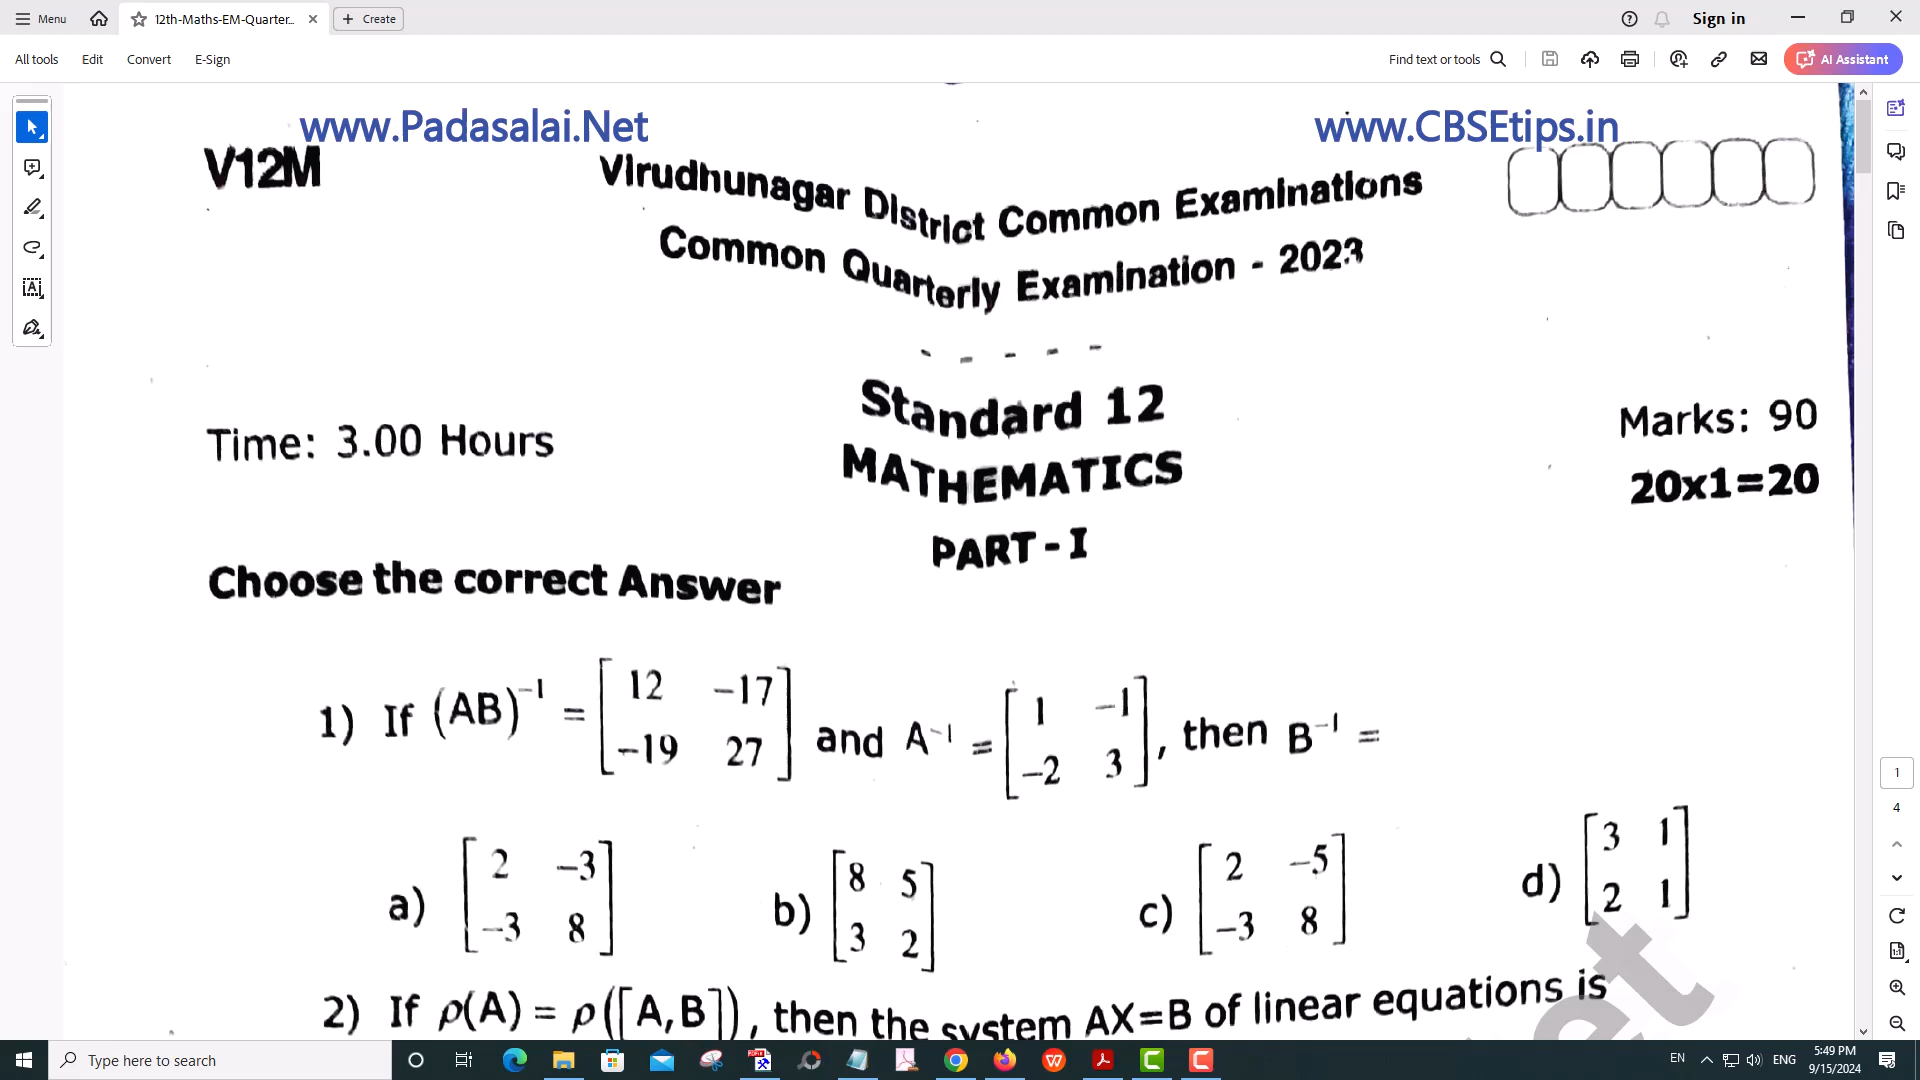 Menu
12th-Maths-EM-Quarter...
Create
Sign in
All tools
Edit
Convert
E-Sign
Find text or tools
AI Assistant
www.Padasalai.Net
www.CBSEtips.in
V12M
Virudhunagar District Common Examinations
Common Quarterly Examination - 2023
- - - - -
Standard 12
Time: 3.00 Hours
Marks: 90
MATHEMATICS
20x1=20
PART - I
Choose the correct Answer
1) If (AB)⁻¹ = [12 -17; -19 27] and A⁻¹ = [1 -1; -2 3], then B⁻¹ =
a) [2 -3; -3 8] b) [8 5; 3 2] c) [2 -5; -3 8] d) [3 1; 2 1]
2) If ρ(A) = ρ([A,B]), then the system AX=B of linear equations is
et
1
4
Type here to search
EN
ENG
5:49 PM
9/15/2024